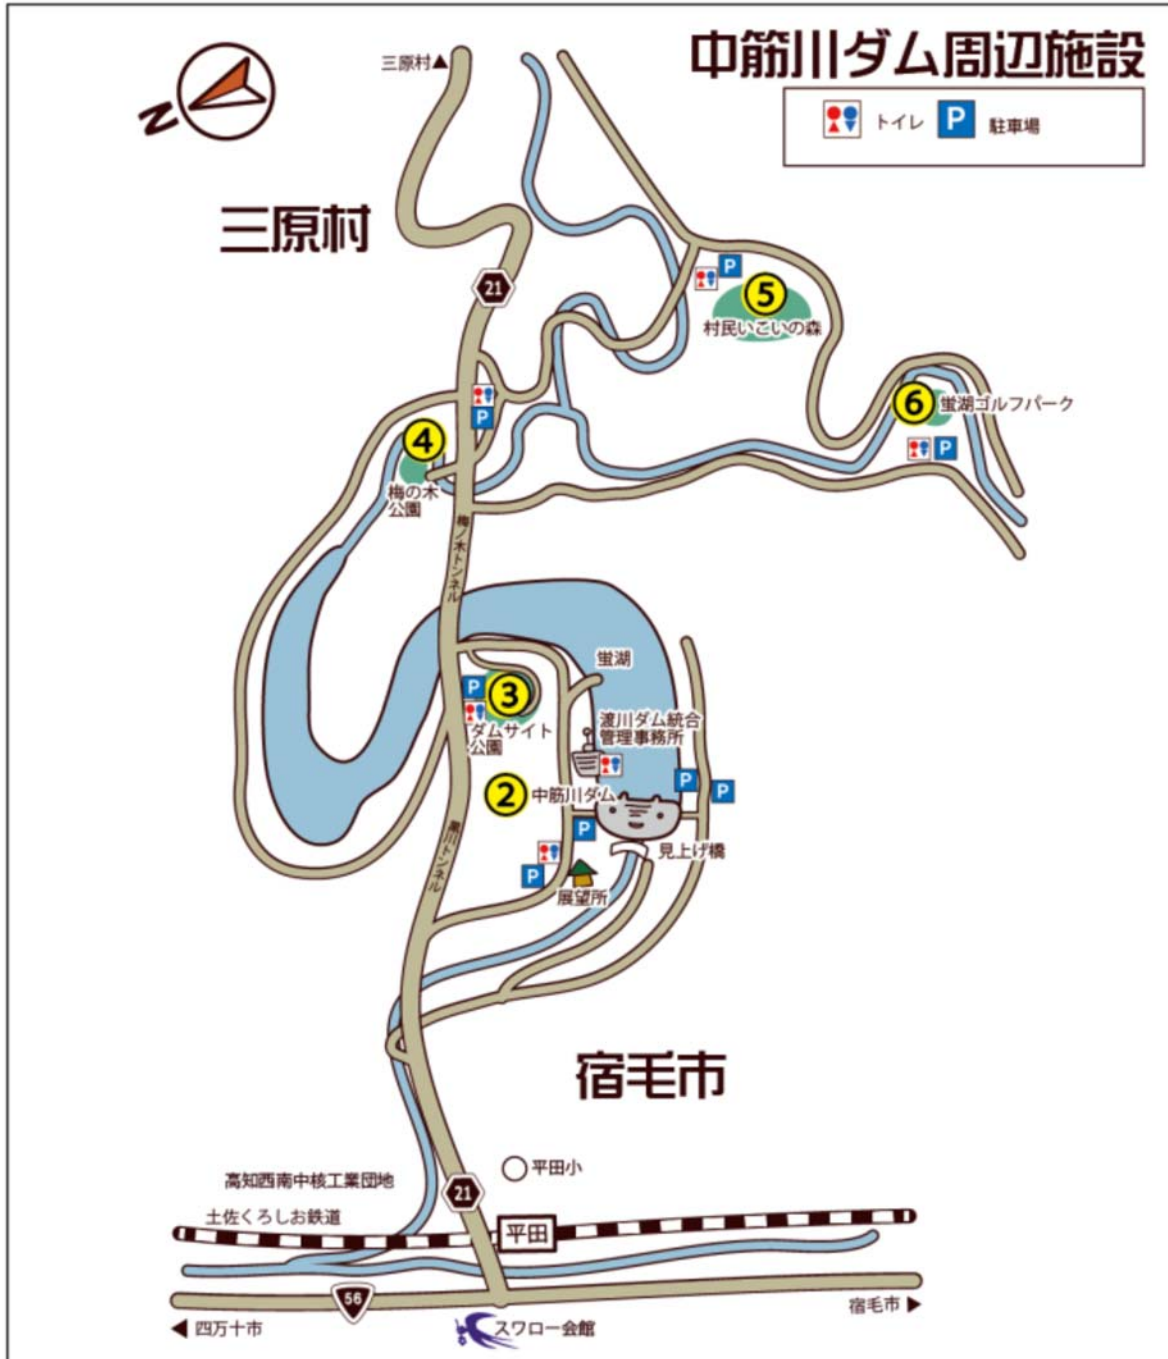 中筋川ダム周辺施設
トイレ
P
駐車場
N
三原村▲
三原村
21
P
5
村民いこいの森
6
蛍湖ゴルフパーク
P
P
4
梅の木
公園
梅ノ木トンネル
蛍湖
P
3
ダムサイト
公園
渡川ダム統合
管理事務所
2
中筋川ダム
P
P
P
見上げ橋
P
展望所
黒川トンネル
宿毛市
平田小
高知西南中核工業団地
21
土佐くろしお鉄道
平田
56
宿毛市▶
◀四万十市
スワロー会館